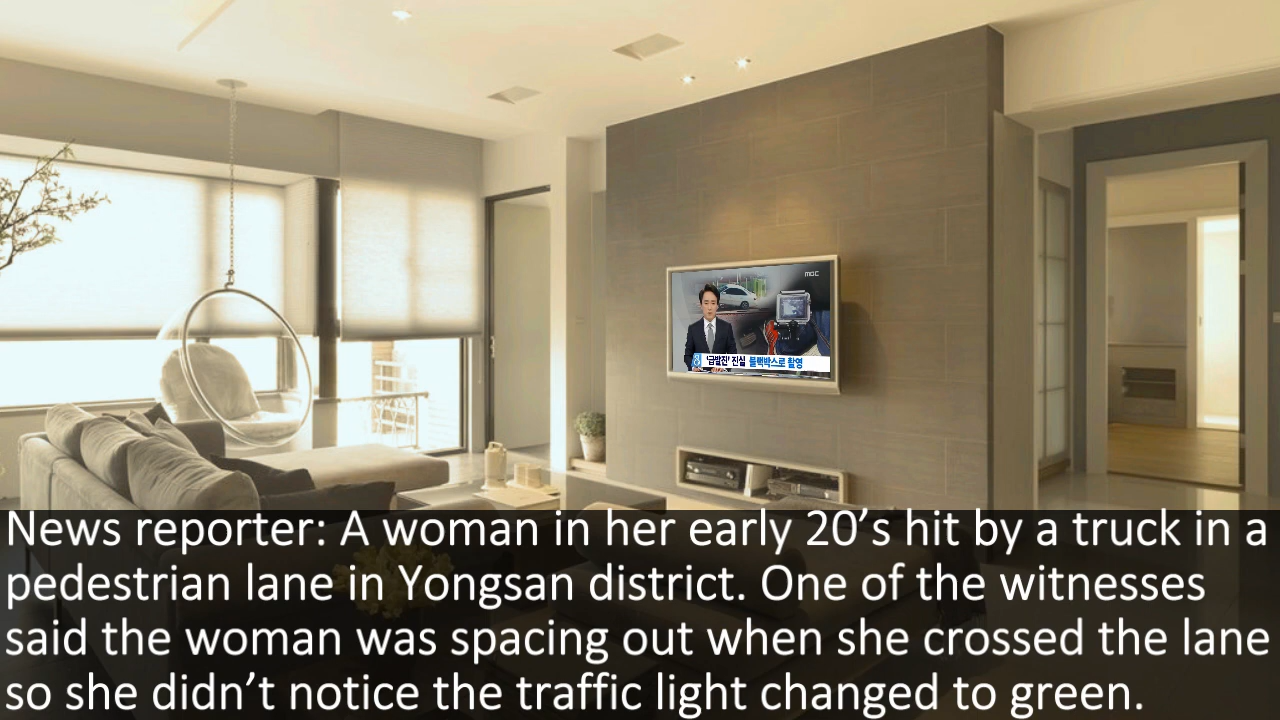 MBC
'급발진' 진실 블랙박스로 촬영
News reporter: A woman in her early 20’s hit by a truck in a
pedestrian lane in Yongsan district. One of the witnesses
said the woman was spacing out when she crossed the lane
so she didn’t notice the traffic light changed to green.